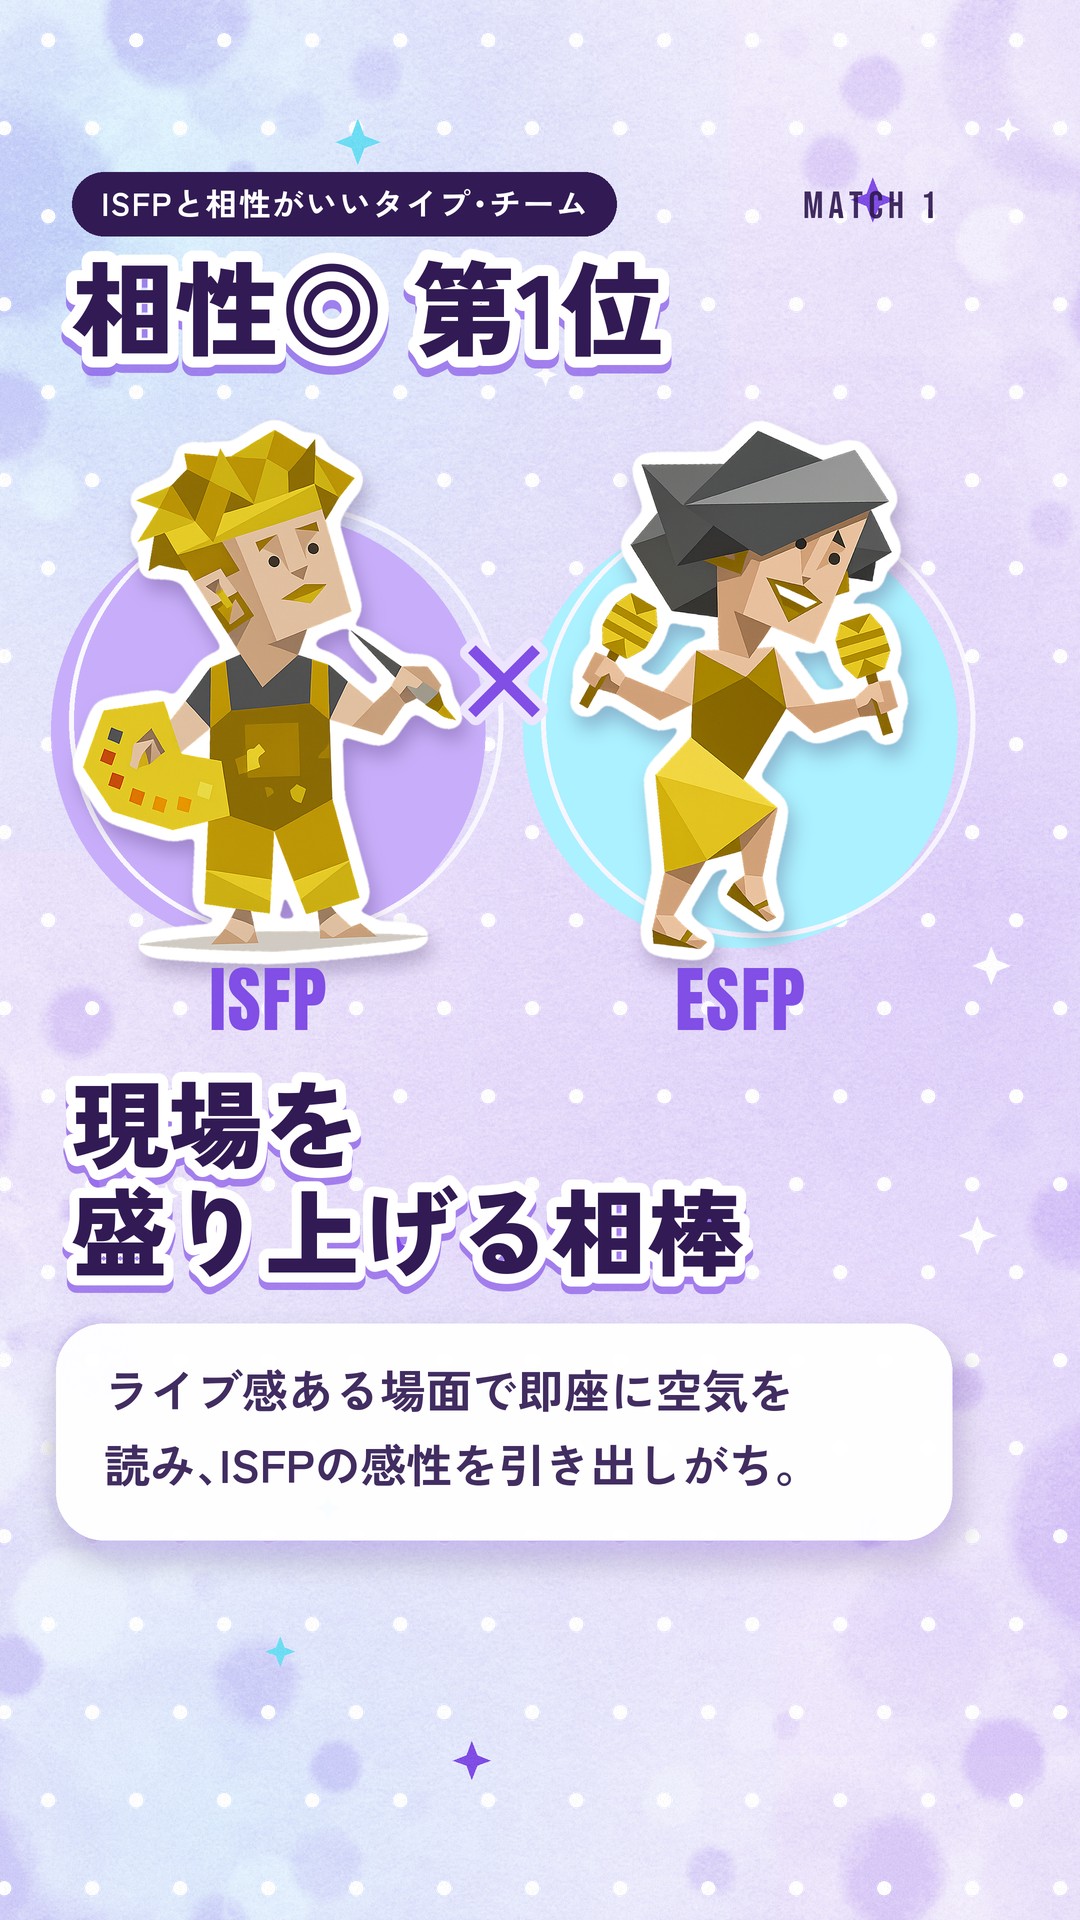 ISFPと相性がいいタイプ・チーム
MATCH 1
相性◎ 第1位
ISFP
×
ESFP
現場を
盛り上げる相棒
ライブ感ある場面で即座に空気を
読み、ISFPの感性を引き出しがち。